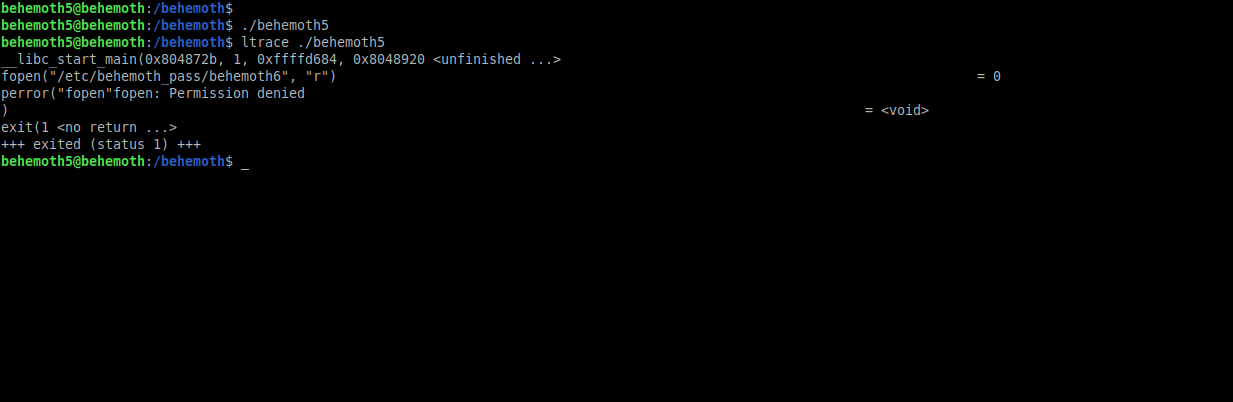 behemoth5@behemoth:/behemoth$
behemoth5@behemoth:/behemoth$ ./behemoth5
behemoth5@behemoth:/behemoth$ ltrace ./behemoth5
__libc_start_main(0x804872b, 1, 0xffffd684, 0x8048920 <unfinished ...>
fopen("/etc/behemoth_pass/behemoth6", "r") = 0
perror("fopen"fopen: Permission denied
) = <void>
exit(1 <no return ...>
+++ exited (status 1) +++
behemoth5@behemoth:/behemoth$ _